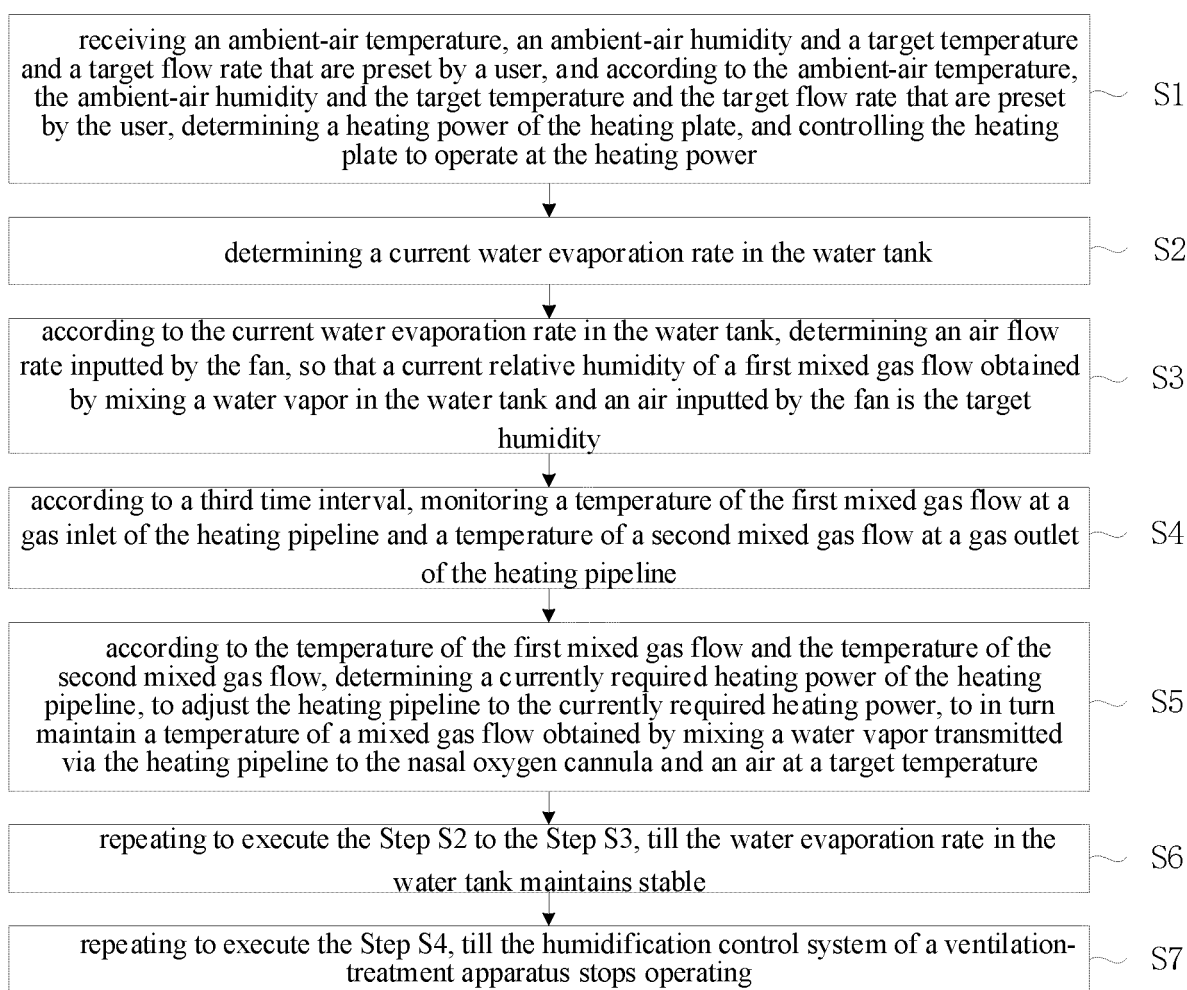 receiving an ambient-air temperature, an ambient-air humidity and a target temperature
and a target flow rate that are preset by a user, and according to the ambient-air temperature,
the ambient-air humidity and the target temperature and the target flow rate that are preset
by the user, determining a heating power of the heating plate, and controlling the heating
plate to operate at the heating power
S1
determining a current water evaporation rate in the water tank
S2
according to the current water evaporation rate in the water tank, determining an air flow
rate inputted by the fan, so that a current relative humidity of a first mixed gas flow obtained
by mixing a water vapor in the water tank and an air inputted by the fan is the target
humidity
S3
according to a third time interval, monitoring a temperature of the first mixed gas flow at a
gas inlet of the heating pipeline and a temperature of a second mixed gas flow at a gas outlet
of the heating pipeline
S4
according to the temperature of the first mixed gas flow and the temperature of the
second mixed gas flow, determining a currently required heating power of the heating
pipeline, to adjust the heating pipeline to the currently required heating power, to in turn
maintain a temperature of a mixed gas flow obtained by mixing a water vapor transmitted
via the heating pipeline to the nasal oxygen cannula and an air at a target temperature
S5
repeating to execute the Step S2 to the Step S3, till the water evaporation rate in the
water tank maintains stable
S6
repeating to execute the Step S4, till the humidification control system of a ventilation-
treatment apparatus stops operating
S7